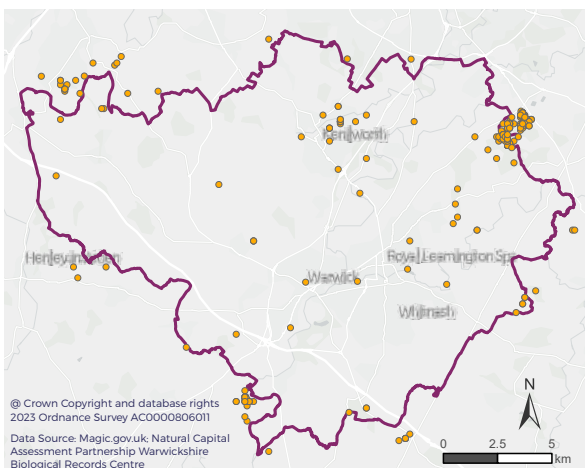 Kenilworth
Henley-in-Arden
Royal Leamington Spa
Warwick
Whitnash
@ Crown Copyright and database rights
2023 Ordnance Survey AC0000806011
Data Source: Magic.gov.uk; Natural Capital
Assessment Partnership Warwickshire
Biological Records Centre
N
0 2.5 5
km